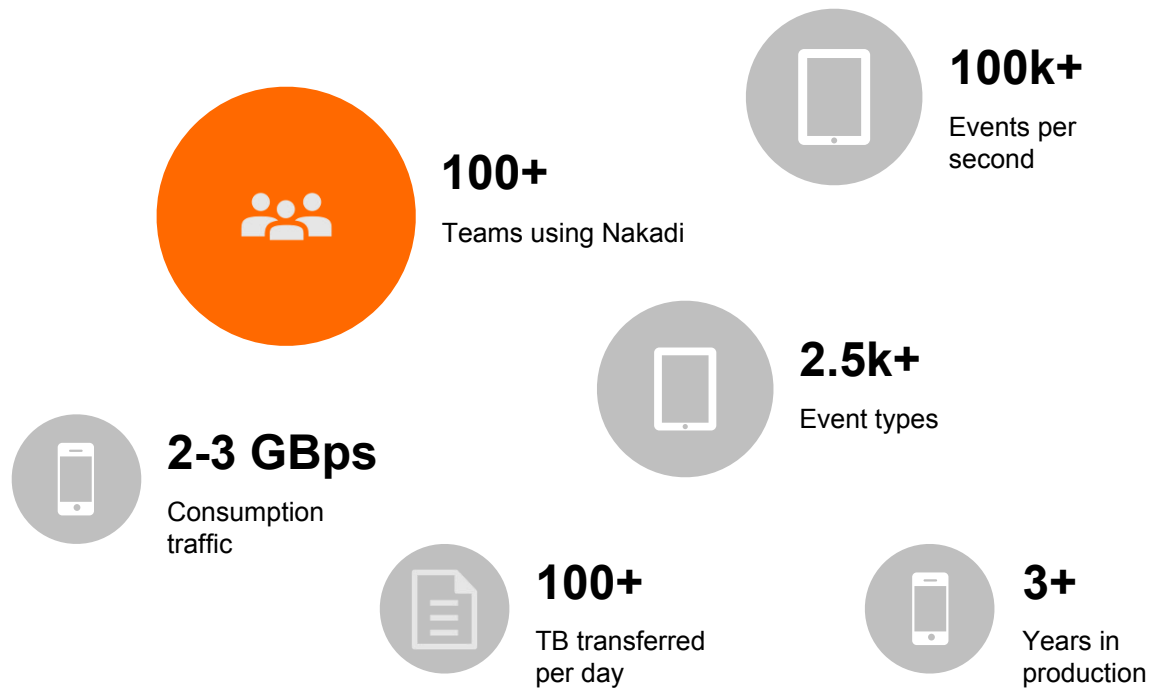 100k+
Events per
second
100+
Teams using Nakadi
2.5k+
Event types
2-3 GBps
Consumption
traffic
100+
TB transferred
per day
3+
Years in
production